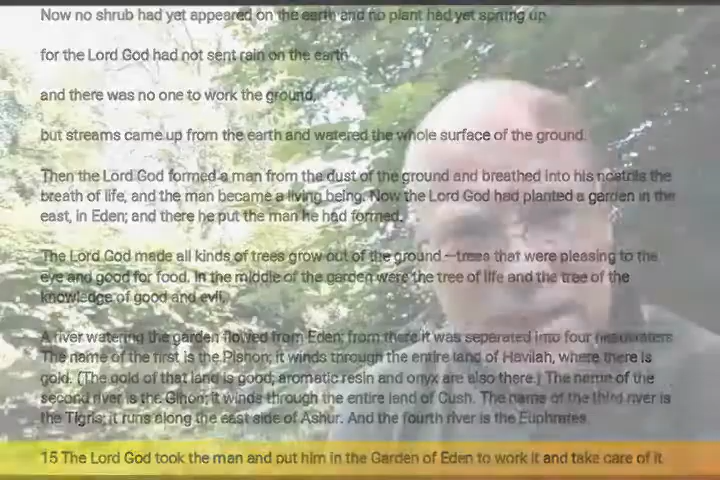 Now no shrub had yet appeared on the earth and no plant had yet sprung up
for the Lord God had not sent rain on the earth
and there was no one to work the ground,
but streams came up from the earth and watered the whole surface of the ground.
Then the Lord God formed a man from the dust of the ground and breathed into his nostrils the
breath of life, and the man became a living being. Now the Lord God had planted a garden in the
east, in Eden; and there he put the man he had formed.
The Lord God made all kinds of trees grow out of the ground—trees that were pleasing to the
eye and good for food. In the middle of the garden were the tree of life and the tree of the
knowledge of good and evil.
A river watering the garden flowed from Eden; from there it was separated into four headwaters
The name of the first is the Pishon; it winds through the entire land of Havilah, where there is
gold. (The gold of that land is good; aromatic resin and onyx are also there.) The name of the
second river is the Gihon; it winds through the entire land of Cush. The name of the third river is
the Tigris; it runs along the east side of Ashur. And the fourth river is the Euphrates.
15 The Lord God took the man and put him in the Garden of Eden to work it and take care of it